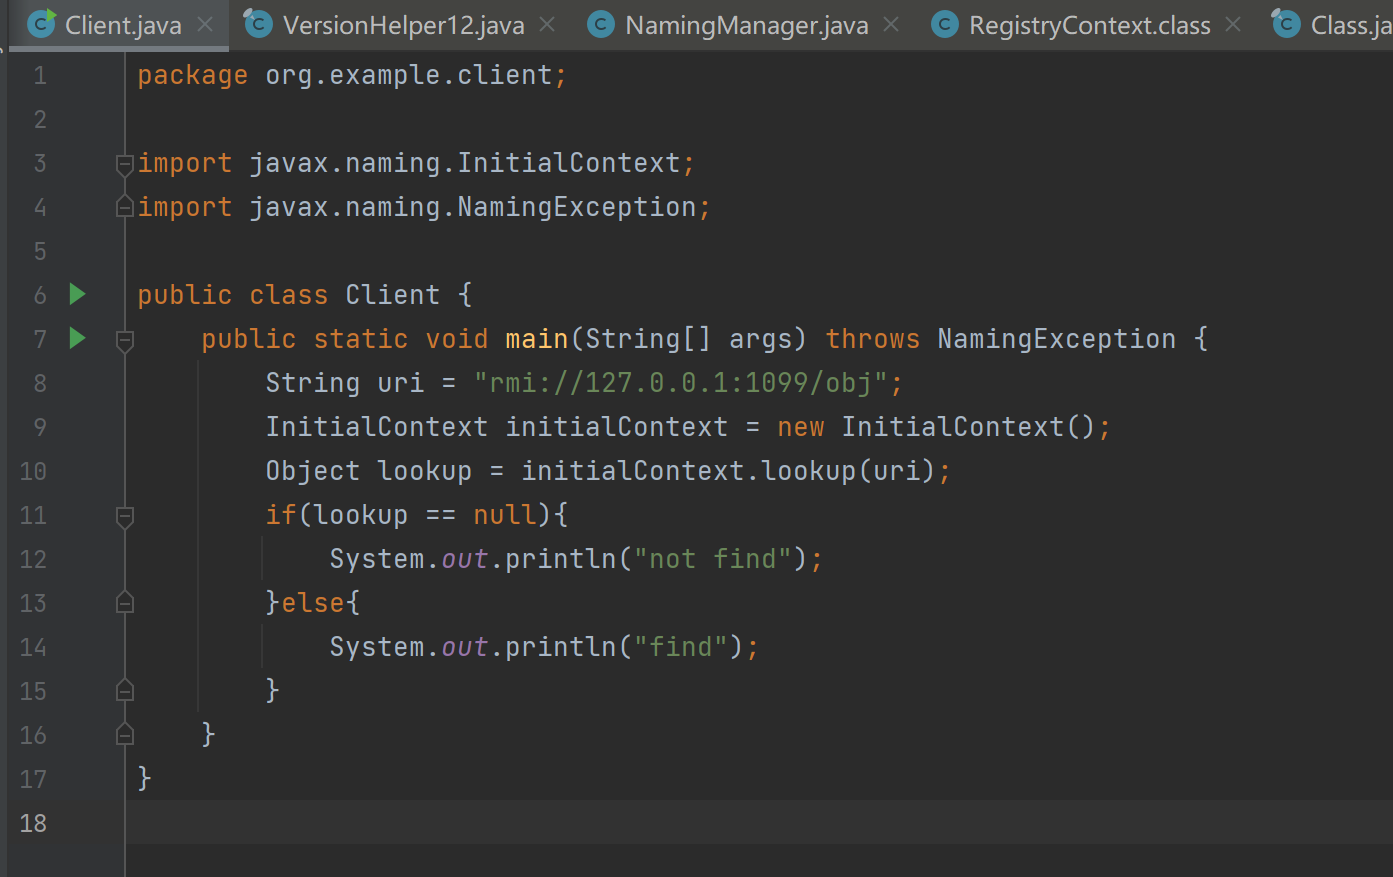 Client.java VersionHelper12.java NamingManager.java RegistryContext.class Class.ja
1 package org.example.client;
2
3 import javax.naming.InitialContext;
4 import javax.naming.NamingException;
5
6 public class Client {
7 public static void main(String[] args) throws NamingException {
8 String uri = "rmi://127.0.0.1:1099/obj";
9 InitialContext initialContext = new InitialContext();
10 Object lookup = initialContext.lookup(uri);
11 if(lookup == null){
12 System.out.println("not find");
13 }else{
14 System.out.println("find");
15 }
16 }
17 }
18